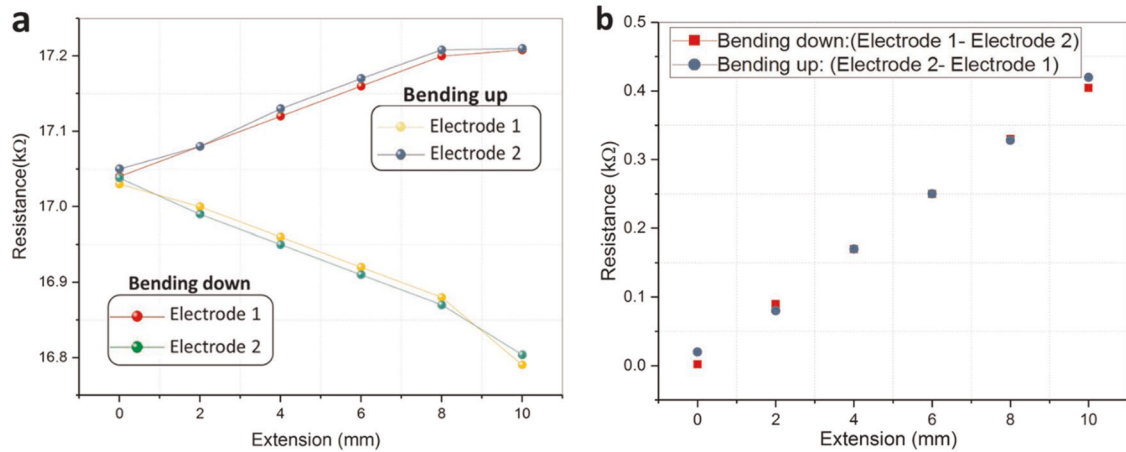 a
17.2
17.1
17.0
16.9
16.8
Resistance(kΩ)
Bending up
Electrode 1
Electrode 2
Bending down
Electrode 1
Electrode 2
0 2 4 6 8 10
Extension (mm)
b
0.5
0.4
0.3
0.2
0.1
0.0
Resistance (kΩ)
Bending down:(Electrode 1- Electrode 2)
Bending up: (Electrode 2- Electrode 1)
0 2 4 6 8 10
Extension (mm)